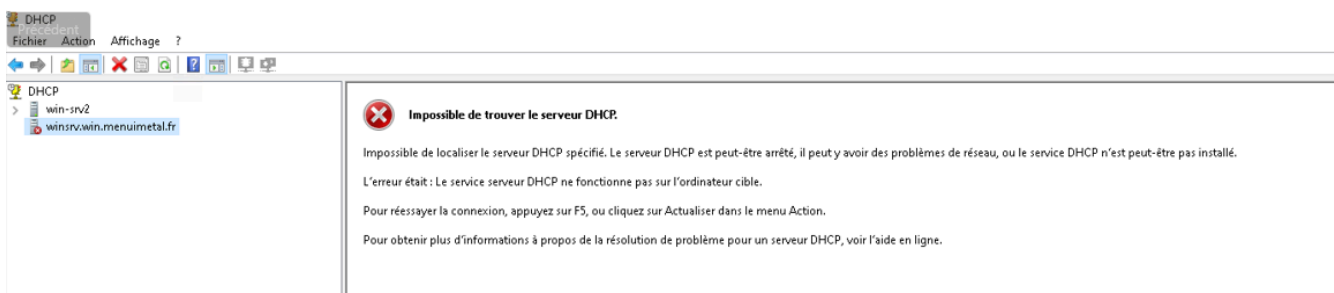 DHCP
Précédent
Fichier Action Affichage ?
DHCP
win-srv2
winsrv.win.menuimetal.fr
Impossible de trouver le serveur DHCP.
Impossible de localiser le serveur DHCP spécifié. Le serveur DHCP est peut-être arrêté, il peut y avoir des problèmes de réseau, ou le service DHCP n'est peut-être pas installé.
L'erreur était : Le service serveur DHCP ne fonctionne pas sur l'ordinateur cible.
Pour réessayer la connexion, appuyez sur F5, ou cliquez sur Actualiser dans le menu Action.
Pour obtenir plus d'informations à propos de la résolution de problème pour un serveur DHCP, voir l'aide en ligne.